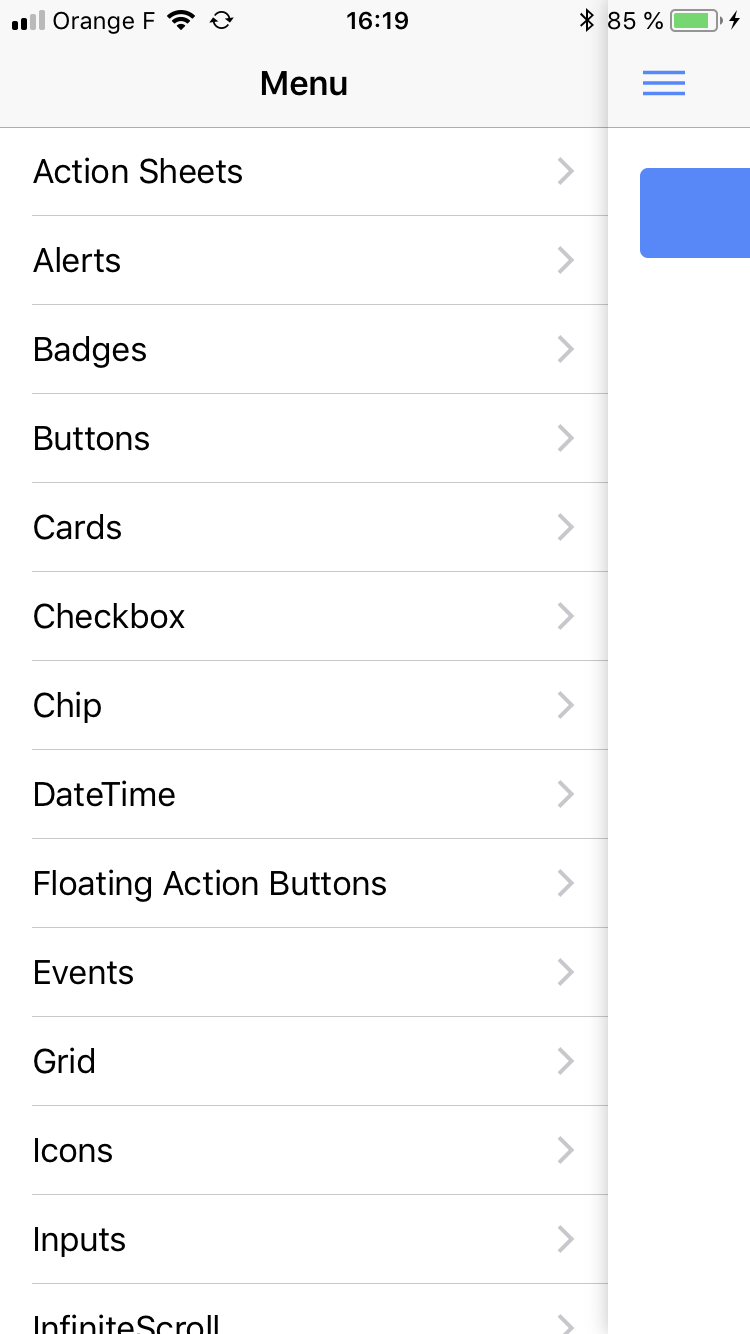 Orange F 16:19 85 %
Menu
Action Sheets
Alerts
Badges
Buttons
Cards
Checkbox
Chip
DateTime
Floating Action Buttons
Events
Grid
Icons
Inputs
InfiniteScroll